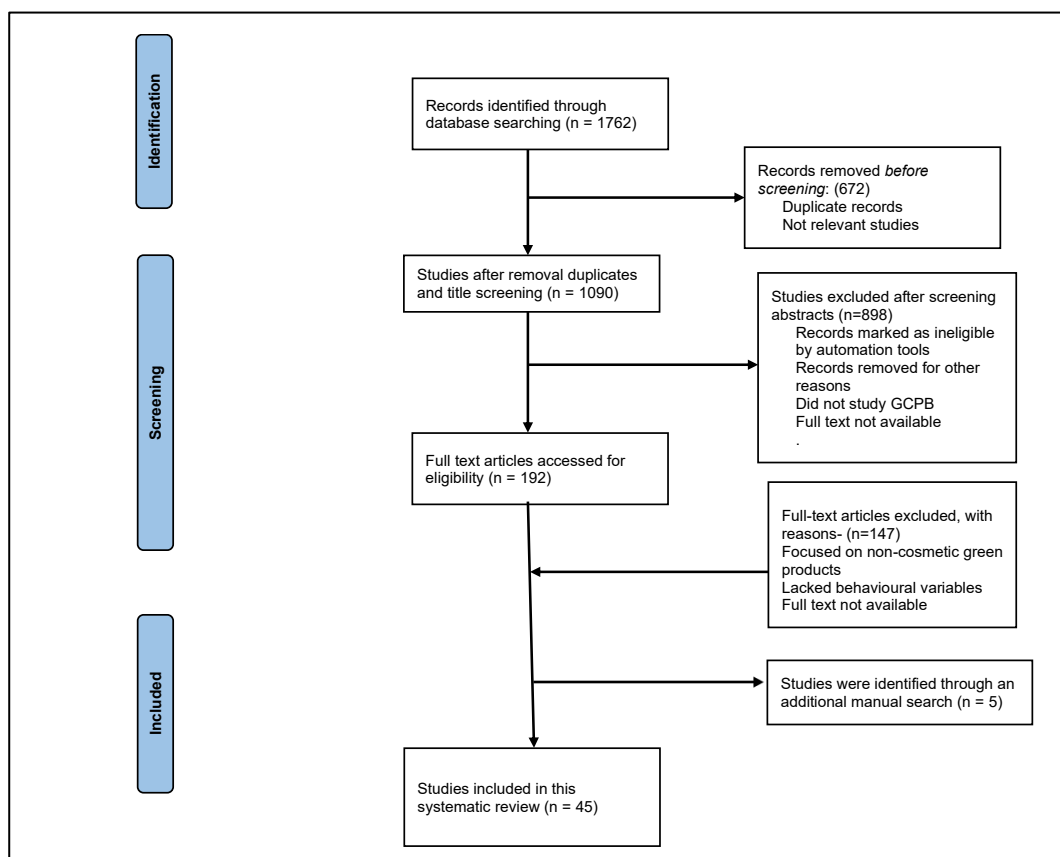 Identification
Records identified through
database searching (n = 1762)
Records removed before
screening: (672)
Duplicate records
Not relevant studies
Screening
Studies after removal duplicates
and title screening (n = 1090)
Studies excluded after screening
abstracts (n=898)
Records marked as ineligible
by automation tools
Records removed for other
reasons
Did not study GCPB
Full text not available
.
Full text articles accessed for
eligibility (n = 192)
Full-text articles excluded, with
reasons- (n=147)
Focused on non-cosmetic green
products
Lacked behavioural variables
Full text not available
Included
Studies were identified through an
additional manual search (n = 5)
Studies included in this
systematic review (n = 45)